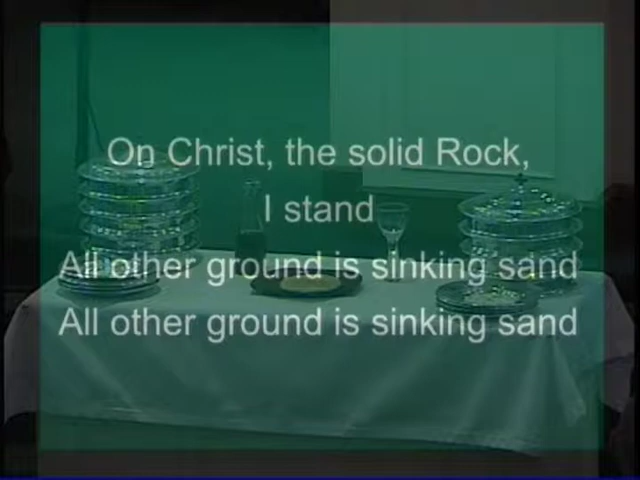 On Christ, the solid Rock,
I stand
All other ground is sinking sand
All other ground is sinking sand